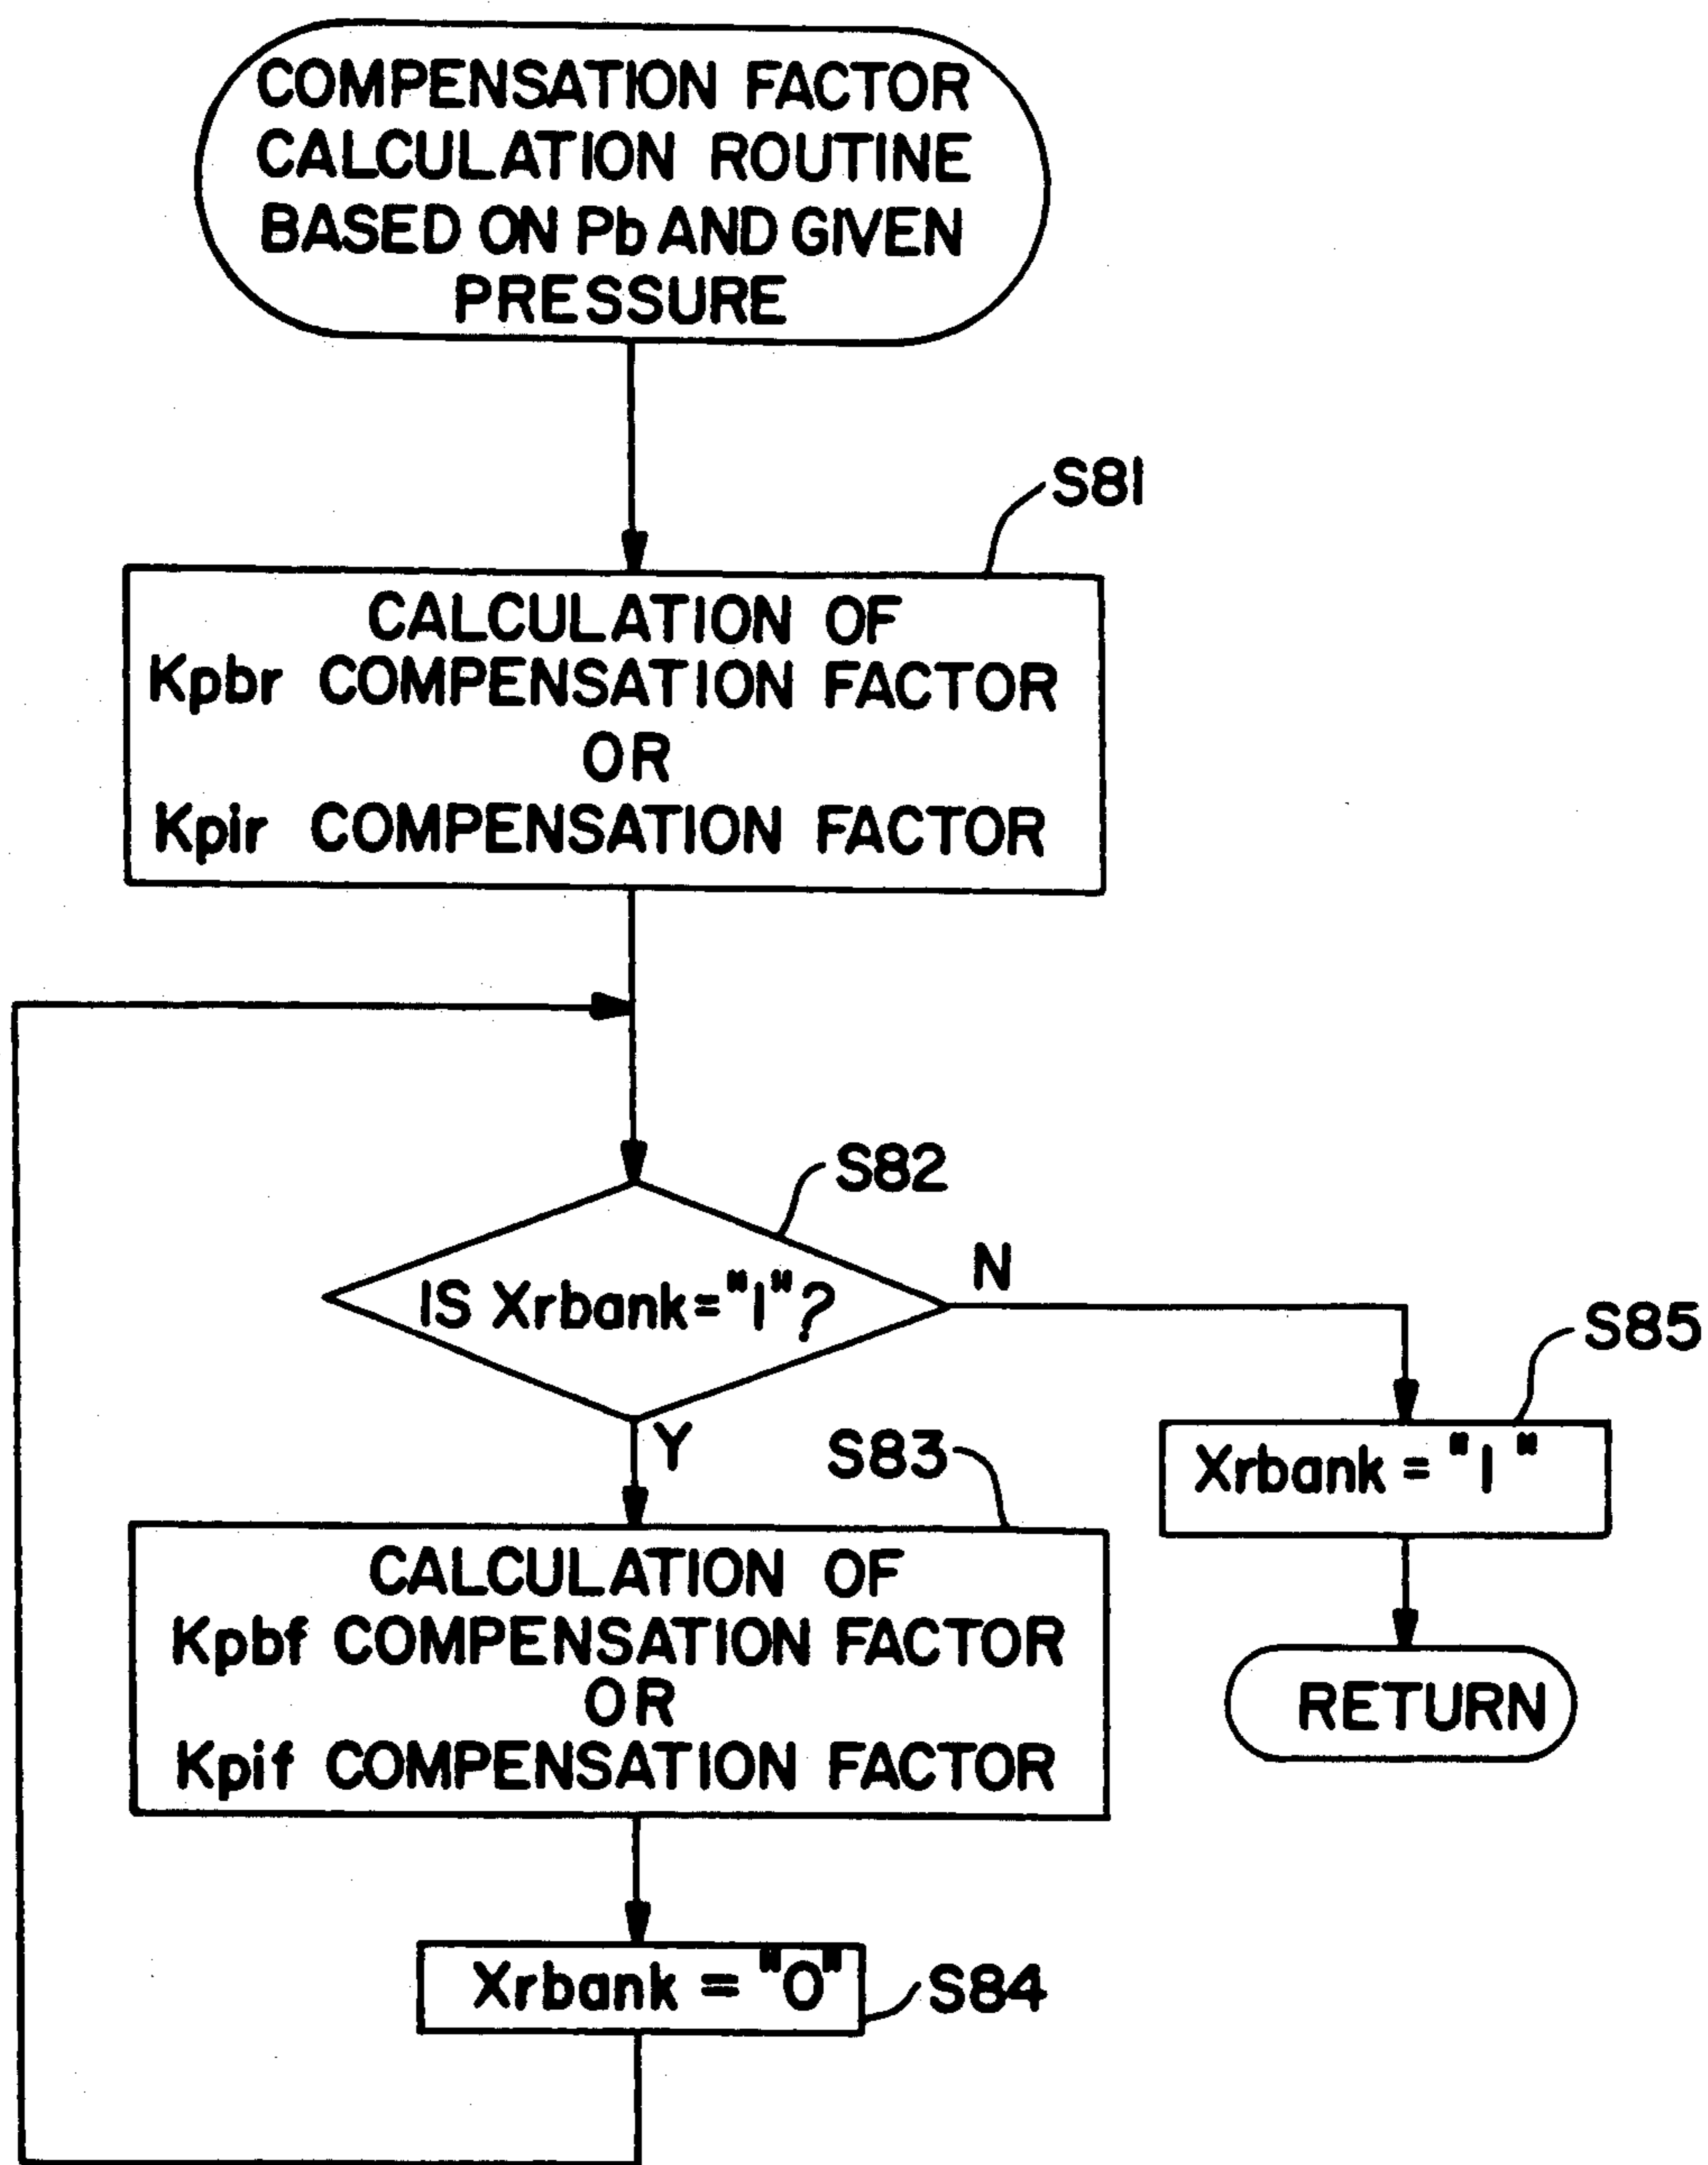 COMPENSATION FACTOR
CALCULATION ROUTINE
BASED ON Pb AND GIVEN
PRESSURE
S81
CALCULATION OF
Kpbr COMPENSATION FACTOR
OR
Kpir COMPENSATION FACTOR
S82
IS Xrbank="1"?
N
Y
S85
Xrbank = "1"
RETURN
S83
CALCULATION OF
Kpbf COMPENSATION FACTOR
OR
Kpif COMPENSATION FACTOR
Xrbank = "0"
S84